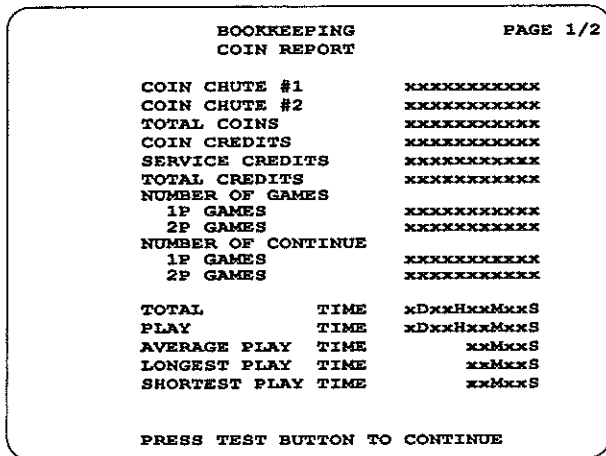 BOOKKEEPING PAGE 1/2
COIN REPORT
COIN CHUTE #1 xxxxxxxxxxx
COIN CHUTE #2 xxxxxxxxxxx
TOTAL COINS xxxxxxxxxxx
COIN CREDITS xxxxxxxxxxx
SERVICE CREDITS xxxxxxxxxxx
TOTAL CREDITS xxxxxxxxxxx
NUMBER OF GAMES
1P GAMES xxxxxxxxxxx
2P GAMES xxxxxxxxxxx
NUMBER OF CONTINUE
1P GAMES xxxxxxxxxxx
2P GAMES xxxxxxxxxxx
TOTAL TIME xDxxHxxMxxS
PLAY TIME xDxxHxxMxxS
AVERAGE PLAY TIME xxMxxS
LONGEST PLAY TIME xxMxxS
SHORTEST PLAY TIME xxMxxS
PRESS TEST BUTTON TO CONTINUE